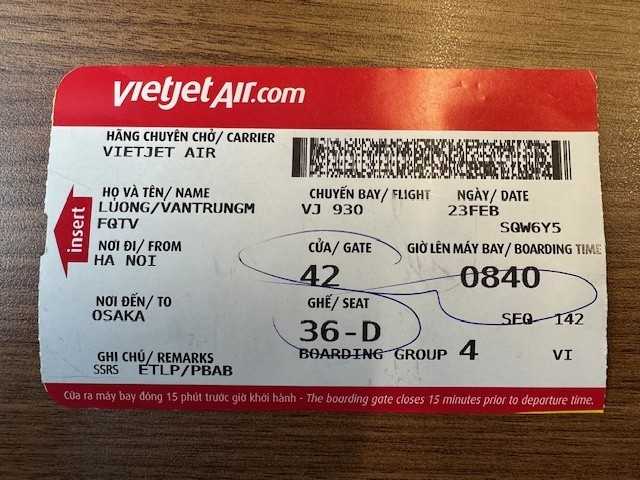 vietjetAir.com
HÃNG CHUYÊN CHỞ/ CARRIER
VIETJET AIR
HỌ VÀ TÊN/ NAME
LUONG/VANTRUNGM
FQTV
CHUYẾN BAY/ FLIGHT
VJ 930
NGÀY/ DATE
23FEB
SQW6Y5
insert
NƠI ĐI/ FROM
HA NOI
CỬA/ GATE
42
GIỜ LÊN MÁY BAY/ BOARDING TIME
0840
NƠI ĐẾN/ TO
OSAKA
GHẾ/ SEAT
36-D
SEQ 142
BOARDING GROUP 4
VI
GHI CHÚ/ REMARKS
SSRS ETLP/PBAB
Cửa ra máy bay đóng 15 phút trước giờ khởi hành - The boarding gate closes 15 minutes prior to departure time.